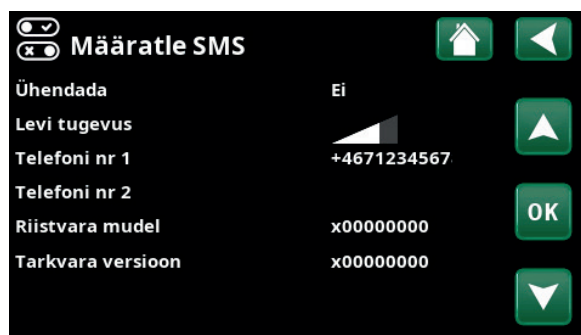 Määratle SMS
Ühendada Ei
Levi tugevus
Telefoni nr 1 +4671234567
Telefoni nr 2
Riistvara mudel x00000000
OK
Tarkvara versioon x00000000